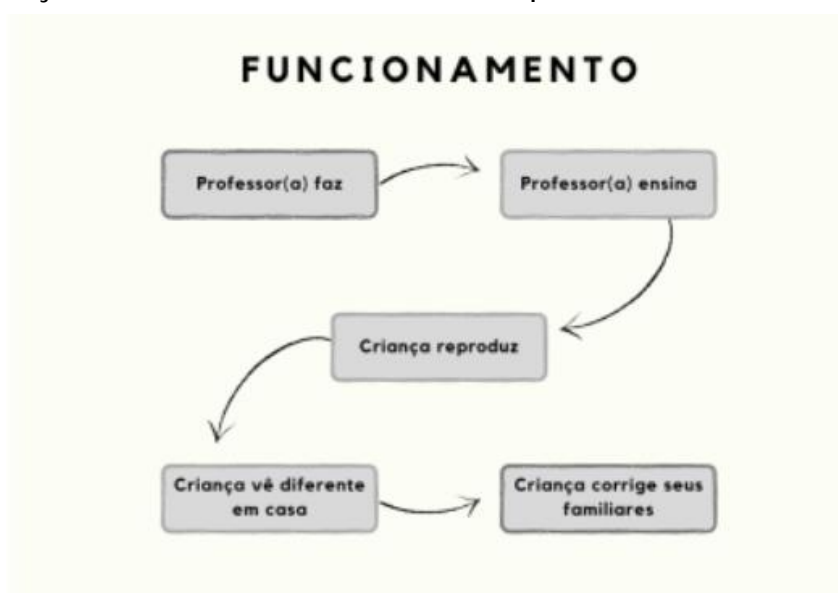 FUNCIONAMENTO
Professor(a) faz
Professor(a) ensina
Criança reproduz
Criança vê diferente
em casa
Criança corrige seus
familiares